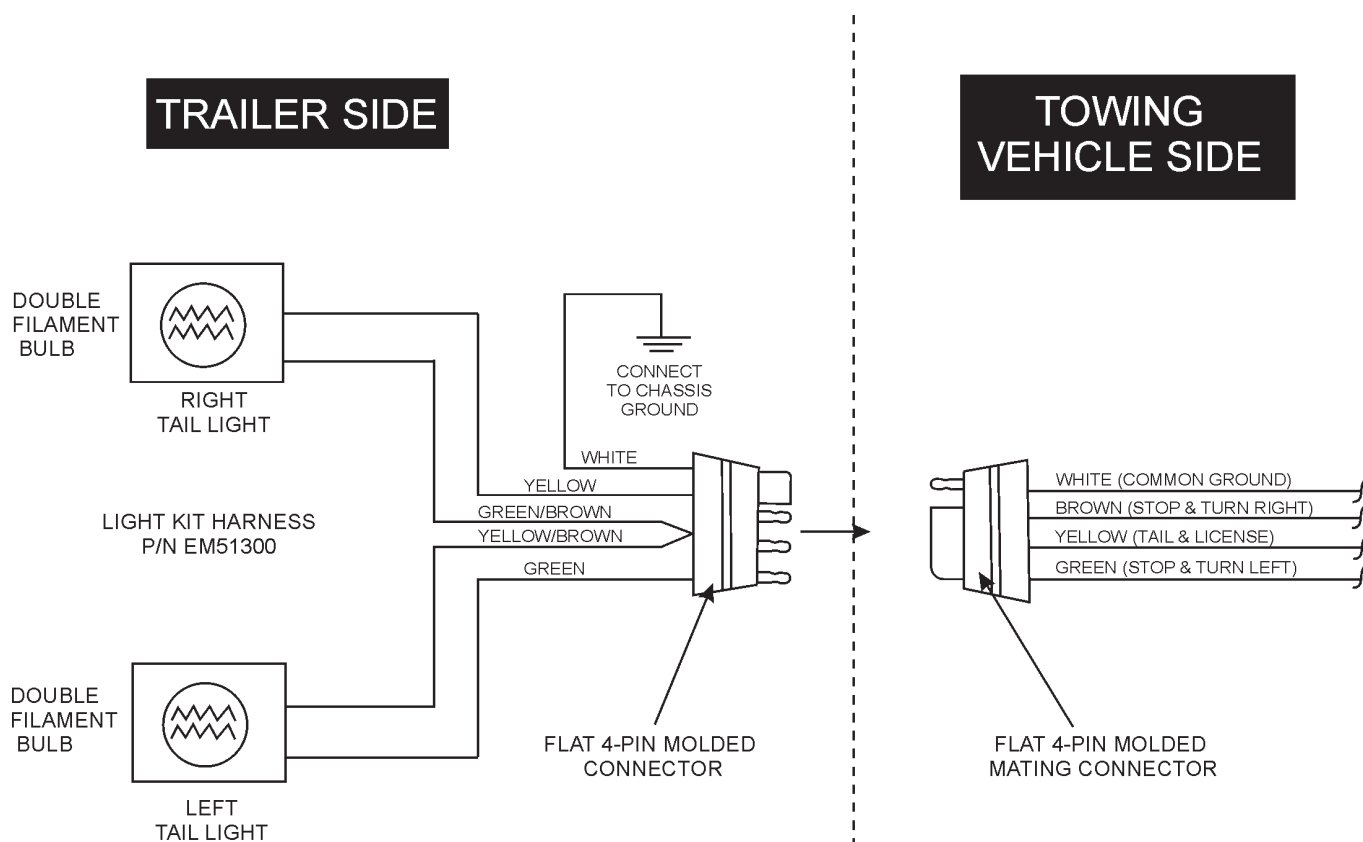 TRAILER SIDE
TOWING
VEHICLE SIDE
DOUBLE
FILAMENT
BULB
RIGHT
TAIL LIGHT
CONNECT
TO CHASSIS
GROUND
WHITE
YELLOW
GREEN/BROWN
YELLOW/BROWN
GREEN
LIGHT KIT HARNESS
P/N EM51300
WHITE (COMMON GROUND)
BROWN (STOP & TURN RIGHT)
YELLOW (TAIL & LICENSE)
GREEN (STOP & TURN LEFT)
DOUBLE
FILAMENT
BULB
LEFT
TAIL LIGHT
FLAT 4-PIN MOLDED
CONNECTOR
FLAT 4-PIN MOLDED
MATING CONNECTOR